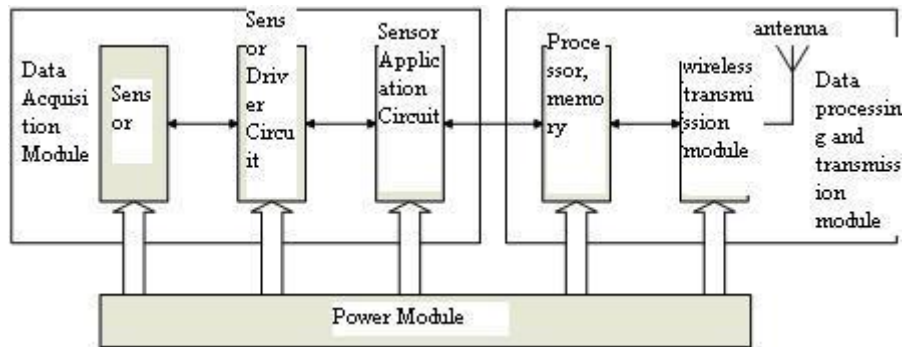 Data
Acquisi
tion
Module
Sens
or
Sens
or
Driv
er
Circu
it
Sensor
Applic
ation
Circuit
Proce
ssor,
memo
ry
wireless
transmi
ssion
module
antenna
Data
processin
g and
transmiss
ion
module
Power Module